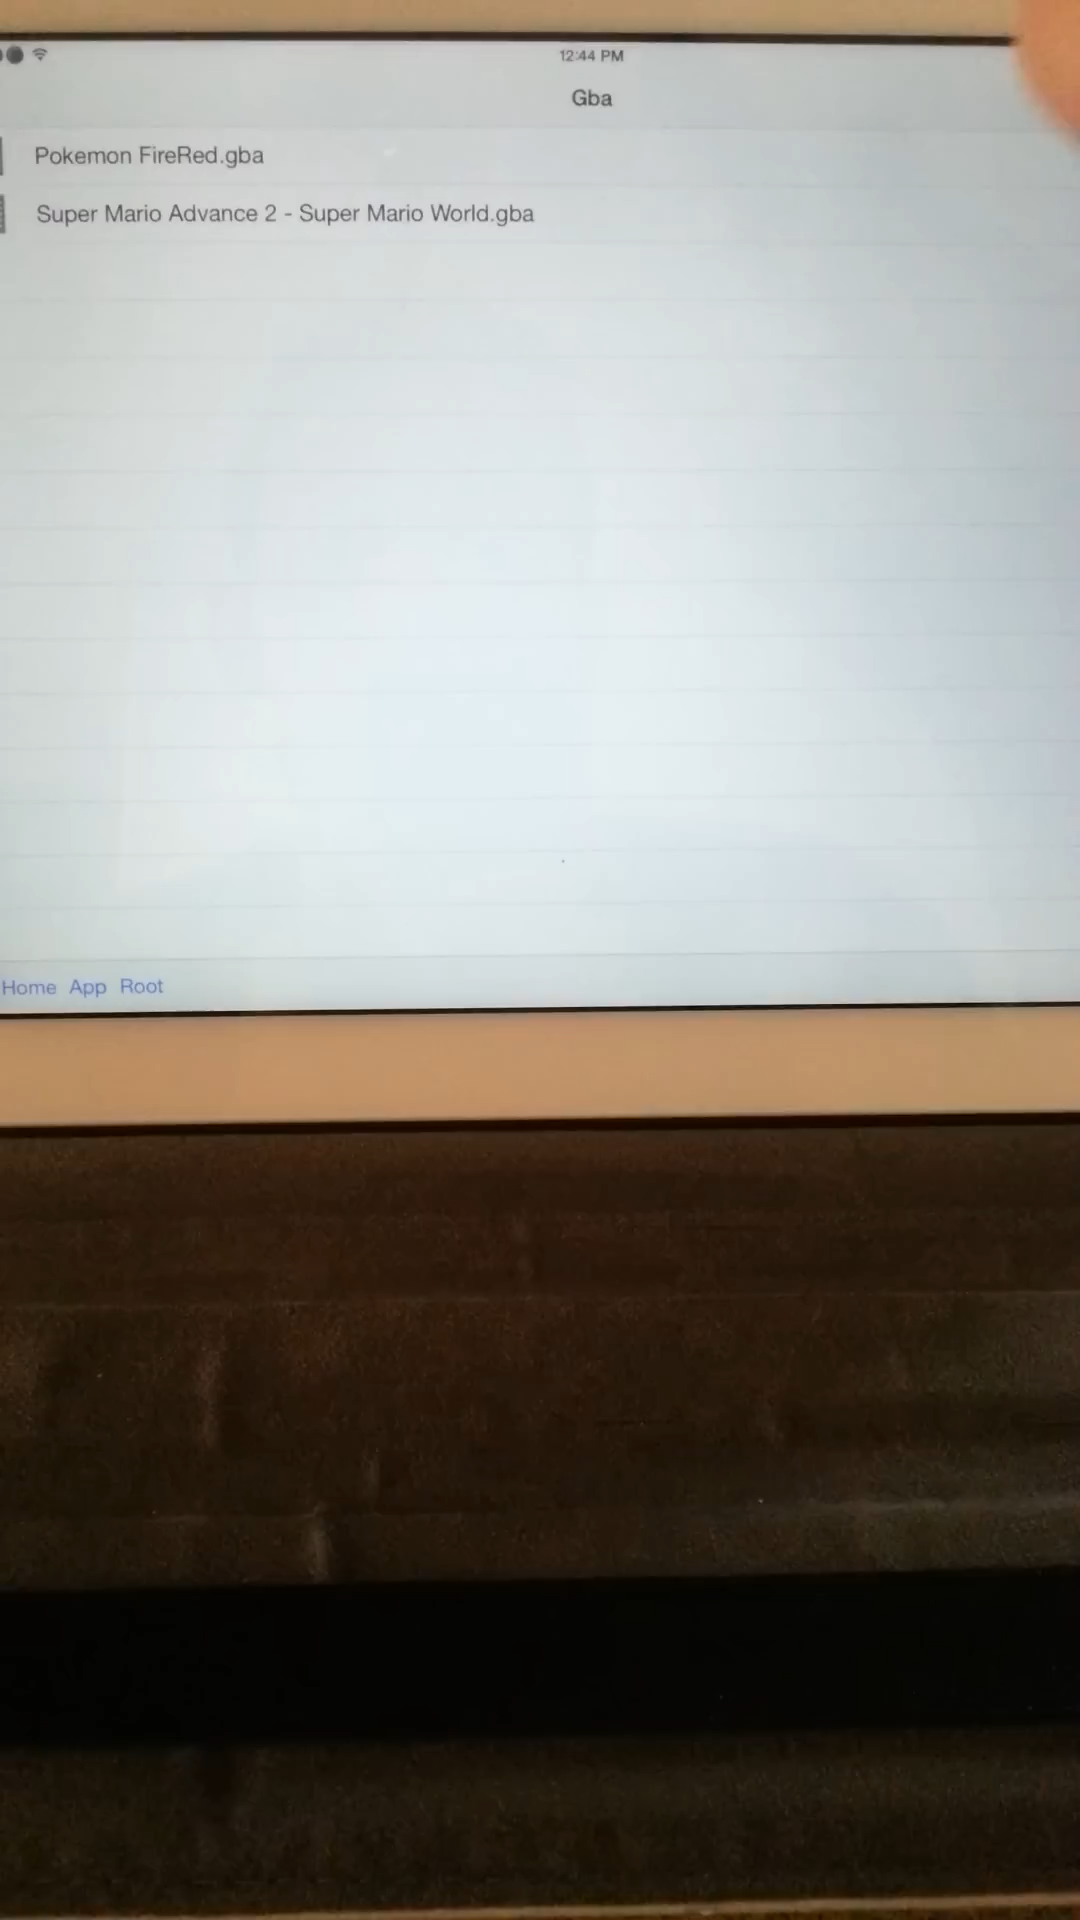 12:44 PM
Gba
Pokemon FireRed.gba
Super Mario Advance 2 - Super Mario World.gba
Home App Root